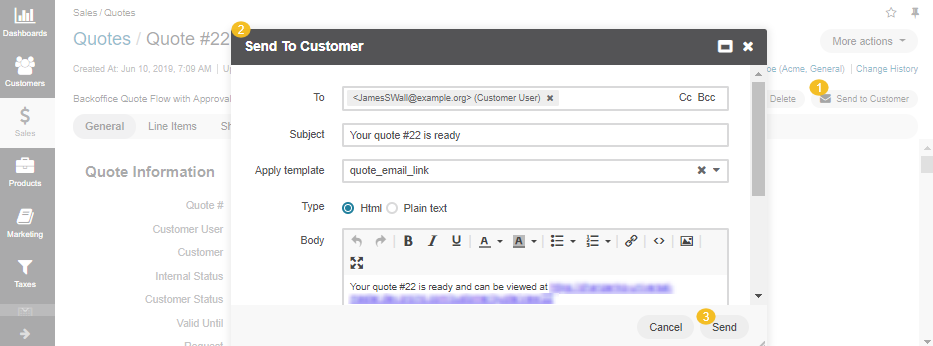 Dashboards
Customers
Sales
Products
Marketing
Taxes
Sales / Quotes
Quotes / Quote #22
More actions
Created At: Jun 10, 2019, 7:09 AM
(Acme, General) | Change History
Backoffice Quote Flow with Approval
Delete
1
Send to Customer
General
Line Items
Quote Information
Quote #
Customer User
Customer
Internal Status
Customer Status
Valid Until
Request
2
Send To Customer
To
<JamesSWall@example.org> (Customer User)
Cc Bcc
Subject
Your quote #22 is ready
Apply template
quote_email_link
Type
Html
Plain text
Body
B I U A A
Your quote #22 is ready and can be viewed at
Cancel
3
Send